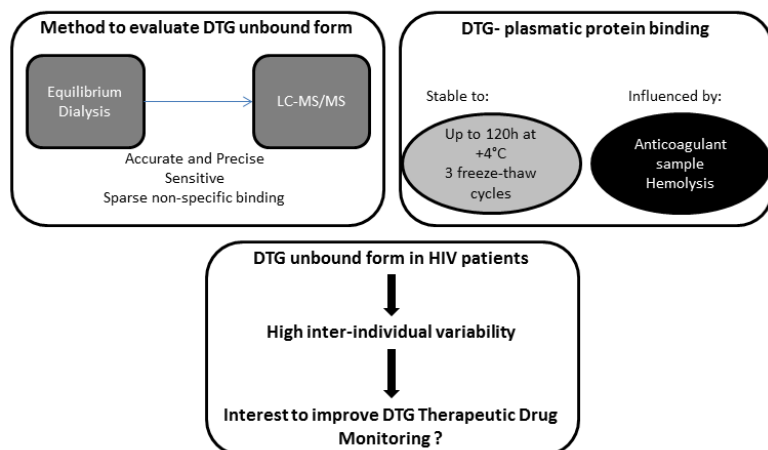 Method to evaluate DTG unbound form
Equilibrium
Dialysis
LC-MS/MS
Accurate and Precise
Sensitive
Sparse non-specific binding
DTG- plasmatic protein binding
Stable to:
Up to 120h at
+4°C
3 freeze-thaw
cycles
Influenced by:
Anticoagulant
sample
Hemolysis
DTG unbound form in HIV patients
High inter-individual variability
Interest to improve DTG Therapeutic Drug
Monitoring ?